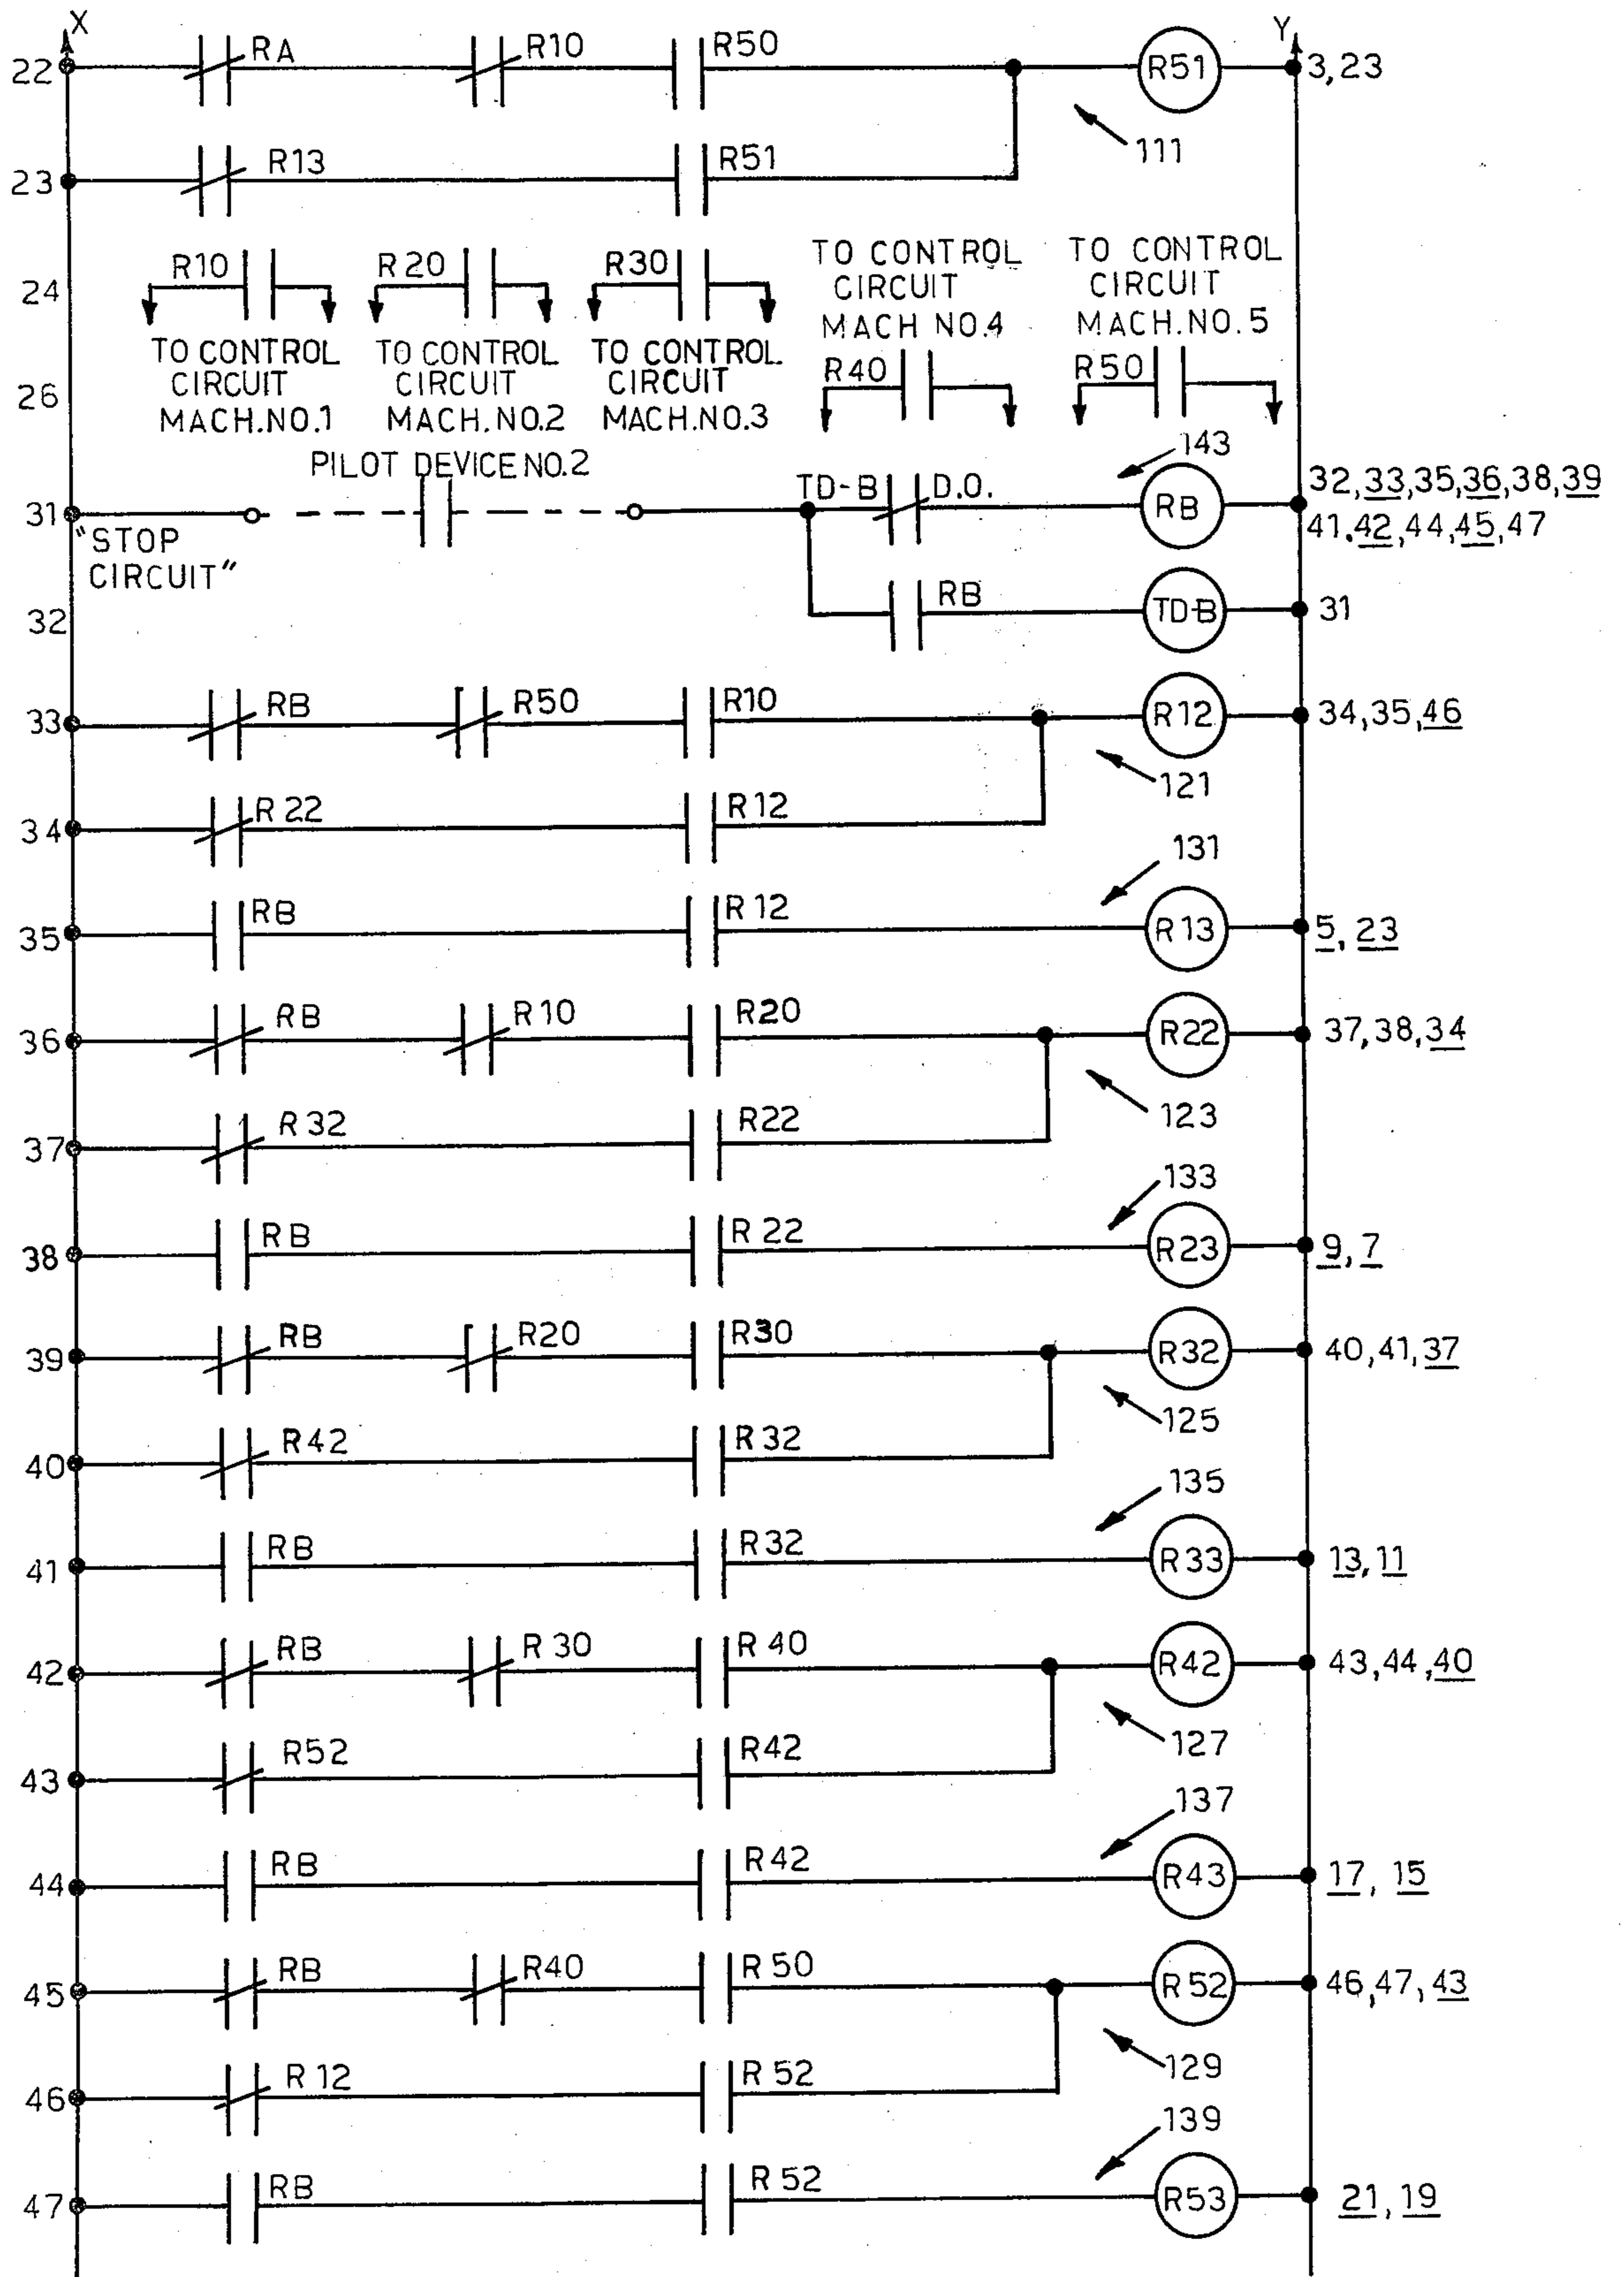 X Y
22 RA R10 R50 R51 3,23
111
23 R13 R51
24 R10 R20 R30
TO CONTROL CIRCUIT MACH.NO.1
TO CONTROL CIRCUIT MACH.NO.2
TO CONTROL CIRCUIT MACH.NO.3
TO CONTROL CIRCUIT MACH NO.4
TO CONTROL CIRCUIT MACH.NO.5
26 R40 R50
PILOT DEVICE NO.2
143
31 TD-B D.O. RB 32,33,35,36,38,39
41.42,44,45,47
"STOP CIRCUIT"
32 RB TD-B 31
33 RB R50 R10 R12 34,35,46
121
34 R22 R12
131
35 RB R12 R13 5,23
36 RB R10 R20 R22 37,38,34
123
37 R32 R22
133
38 RB R22 R23 9,7
39 RB R20 R30 R32 40,41,37
125
40 R42 R32
135
41 RB R32 R33 13,11
42 RB R30 R40 R42 43,44,40
127
43 R52 R42
137
44 RB R42 R43 17, 15
45 RB R40 R50 R52 46,47,43
129
46 R12 R52
139
47 RB R52 R53 21,19